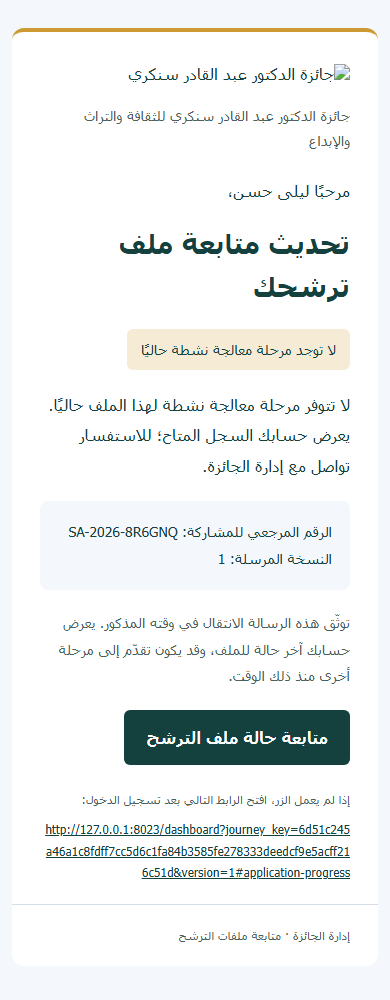 جائزة الدكتور عبد القادر سنكري
جائزة الدكتور عبد القادر سنكري للثقافة والتراث
والإبداع
مرحبًا ليلى حسن،
تحديث متابعة ملف
ترشحك
لا توجد مرحلة معالجة نشطة حاليًا
لا تتوفر مرحلة معالجة نشطة لهذا الملف حاليًا.
يعرض حسابك السجل المتاح؛ للاستفسار
تواصل مع إدارة الجائزة.
الرقم المرجعي للمشاركة: SA-2026-8R6GNQ
النسخة المرسلة: 1
توثّق هذه الرسالة الانتقال في وقته المذكور. يعرض
حسابك آخر حالة للملف، وقد يكون تقدّم إلى مرحلة
أخرى منذ ذلك الوقت.
متابعة حالة ملف الترشح
إذا لم يعمل الزر، افتح الرابط التالي بعد تسجيل الدخول:
http://127.0.0.1:8023/dashboard?journey_key=6d51c245
a46a1c8fdff7cc5d6c1fa84b3585fe278333deedcf9e5acff21
6c51d&version=1#application-progress
إدارة الجائزة · متابعة ملفات الترشح